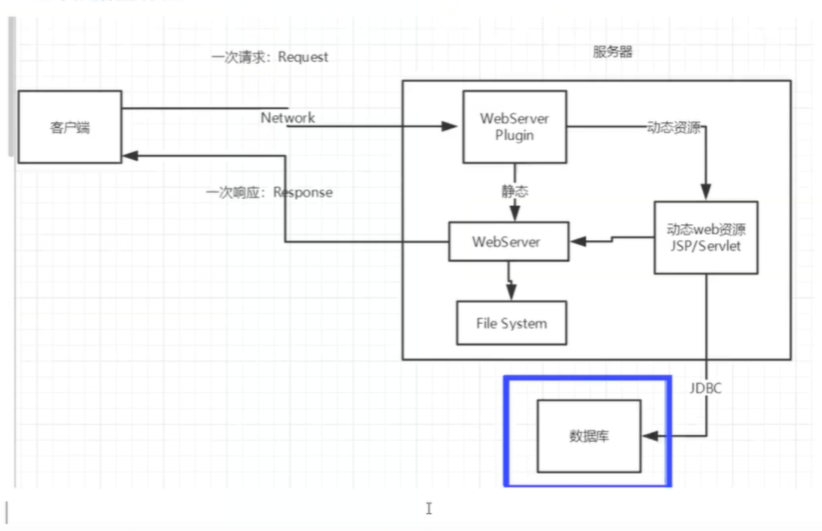 一次请求：Request
服务器
客户端
Network
WebServer
Plugin
动态资源
一次响应：Response
静态
WebServer
动态web资源
JSP/Servlet
File System
JDBC
数据库